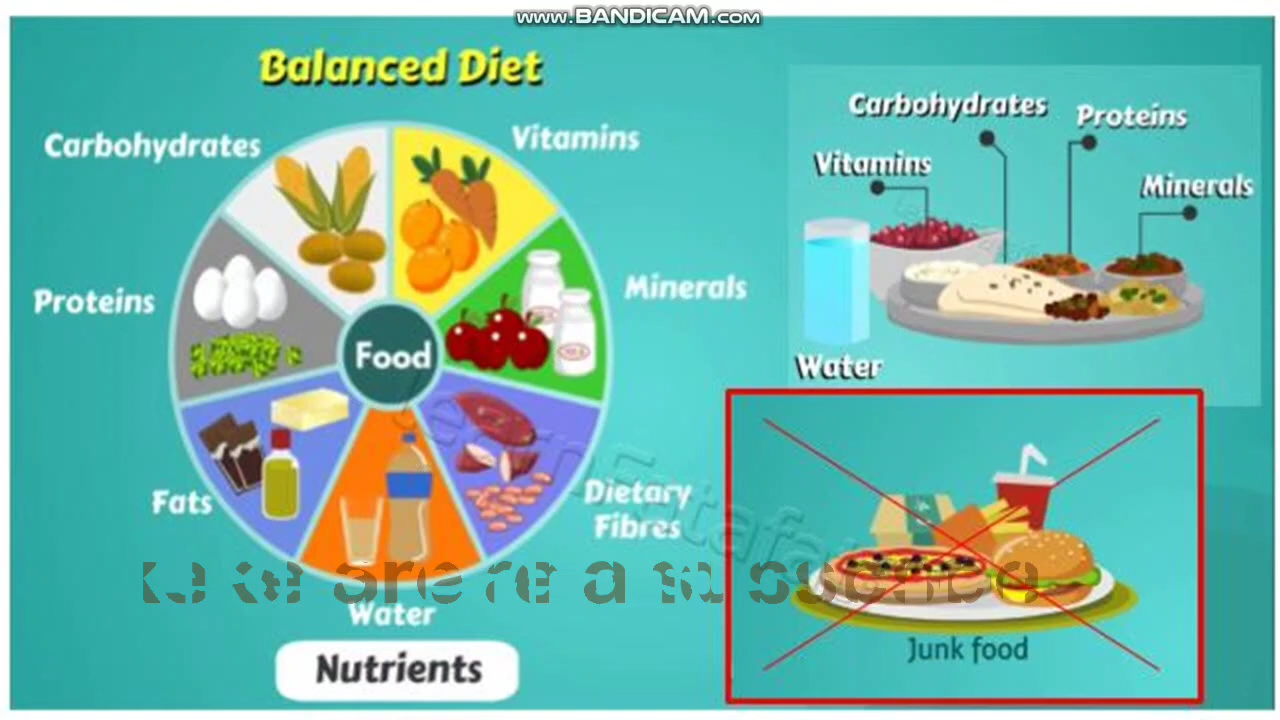 www.BANDICAM.com
Balanced Diet
Carbohydrates
Vitamins
Proteins
Minerals
Food
Fats
Dietary
Fibres
Water
Nutrients
Carbohydrates
Proteins
Vitamins
Minerals
Water
Junk food